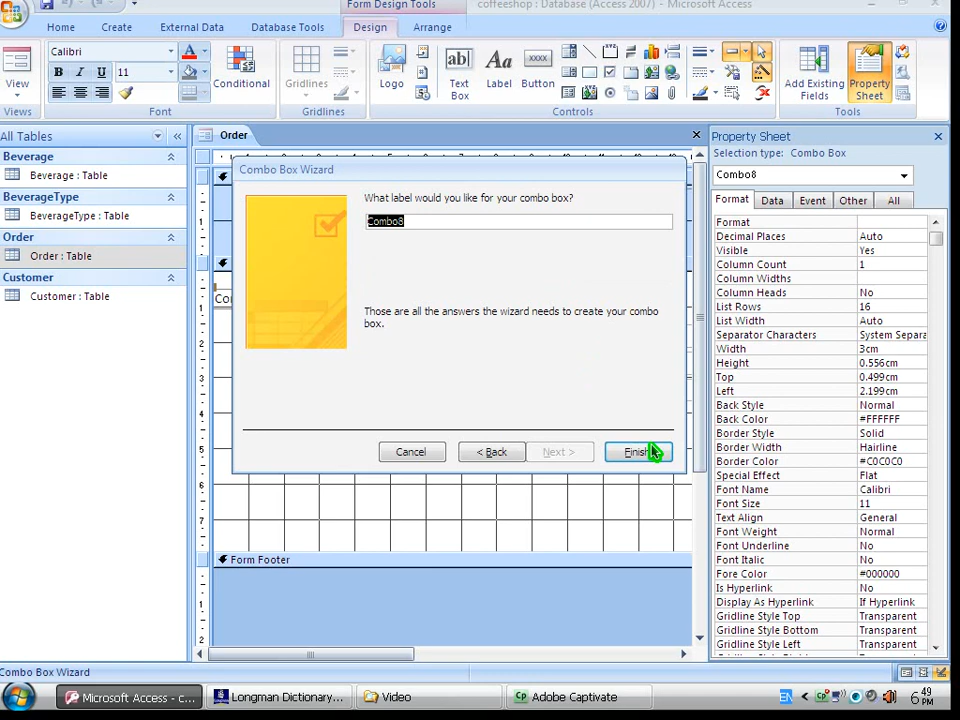 Form Design Tools
coffeeshop : Database (Access 2007) - Microsoft Access
Home
Create
External Data
Database Tools
Design
Arrange
View
Views
Calibri
B I U 11
A
Conditional
Font
Gridlines
Gridlines
Logo
ab|
Text Box
Aa
Label
xxxx
Button
Controls
Add Existing Fields
Property Sheet
Tools
All Tables
Beverage
Beverage : Table
BeverageType
BeverageType : Table
Order
Order : Table
Customer
Customer : Table
Order
Combo Box Wizard
What label would you like for your combo box?
Combo8
Those are all the answers the wizard needs to create your combo
box.
Cancel
< Back
Next >
Finish
5
6
7
Form Footer
1
2
Property Sheet
Selection type: Combo Box
Combo8
Format
Data
Event
Other
All
Format
Decimal Places Auto
Visible Yes
Column Count 1
Column Widths
Column Heads No
List Rows 16
List Width Auto
Separator Characters System Separa
Width 3cm
Height 0.556cm
Top 0.499cm
Left 2.199cm
Back Style Normal
Back Color #FFFFFF
Border Style Solid
Border Width Hairline
Border Color #C0C0C0
Special Effect Flat
Font Name Calibri
Font Size 11
Text Align General
Font Weight Normal
Font Underline No
Font Italic No
Fore Color #000000
Is Hyperlink No
Display As Hyperlink If Hyperlink
Gridline Style Top Transparent
Gridline Style Bottom Transparent
Gridline Style Left Transparent
Combo Box Wizard
Microsoft Access - c...
Longman Dictionary...
Video
Adobe Captivate
EN
6:49
PM